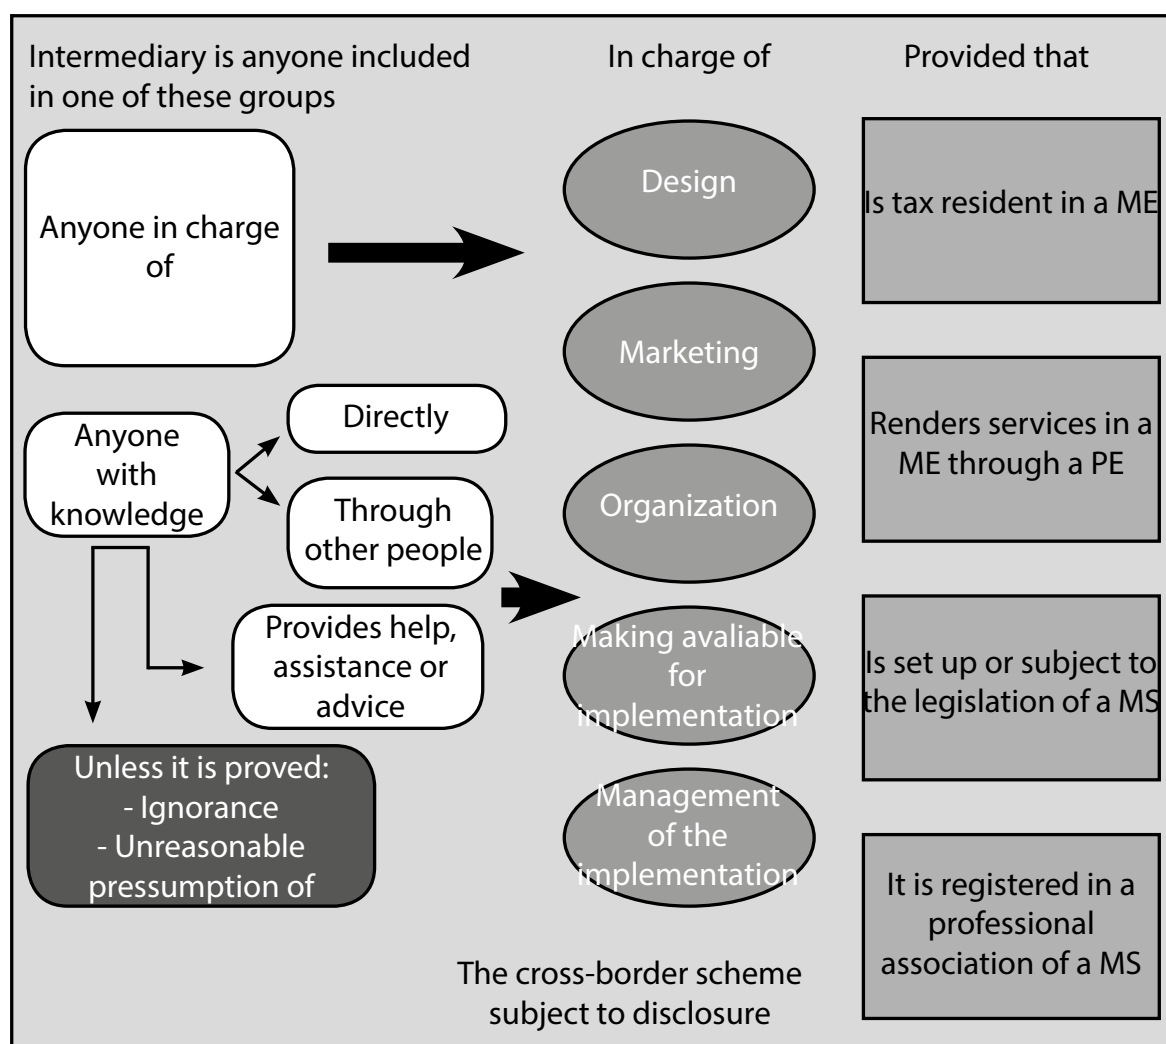 Intermediary is anyone included
in one of these groups
In charge of
Provided that
Anyone in charge
of
Anyone
with
knowledge
Directly
Through
other people
Provides help,
assistance or
advice
Unless it is proved:
- Ignorance
- Unreasonable
pressumption of
Design
Marketing
Organization
Making avaliable
for
implementation
Management
of the
implementation
The cross-border scheme
subject to disclosure
Is tax resident in a ME
Renders services in a
ME through a PE
Is set up or subject to
the legislation of a MS
It is registered in a
professional
association of a MS